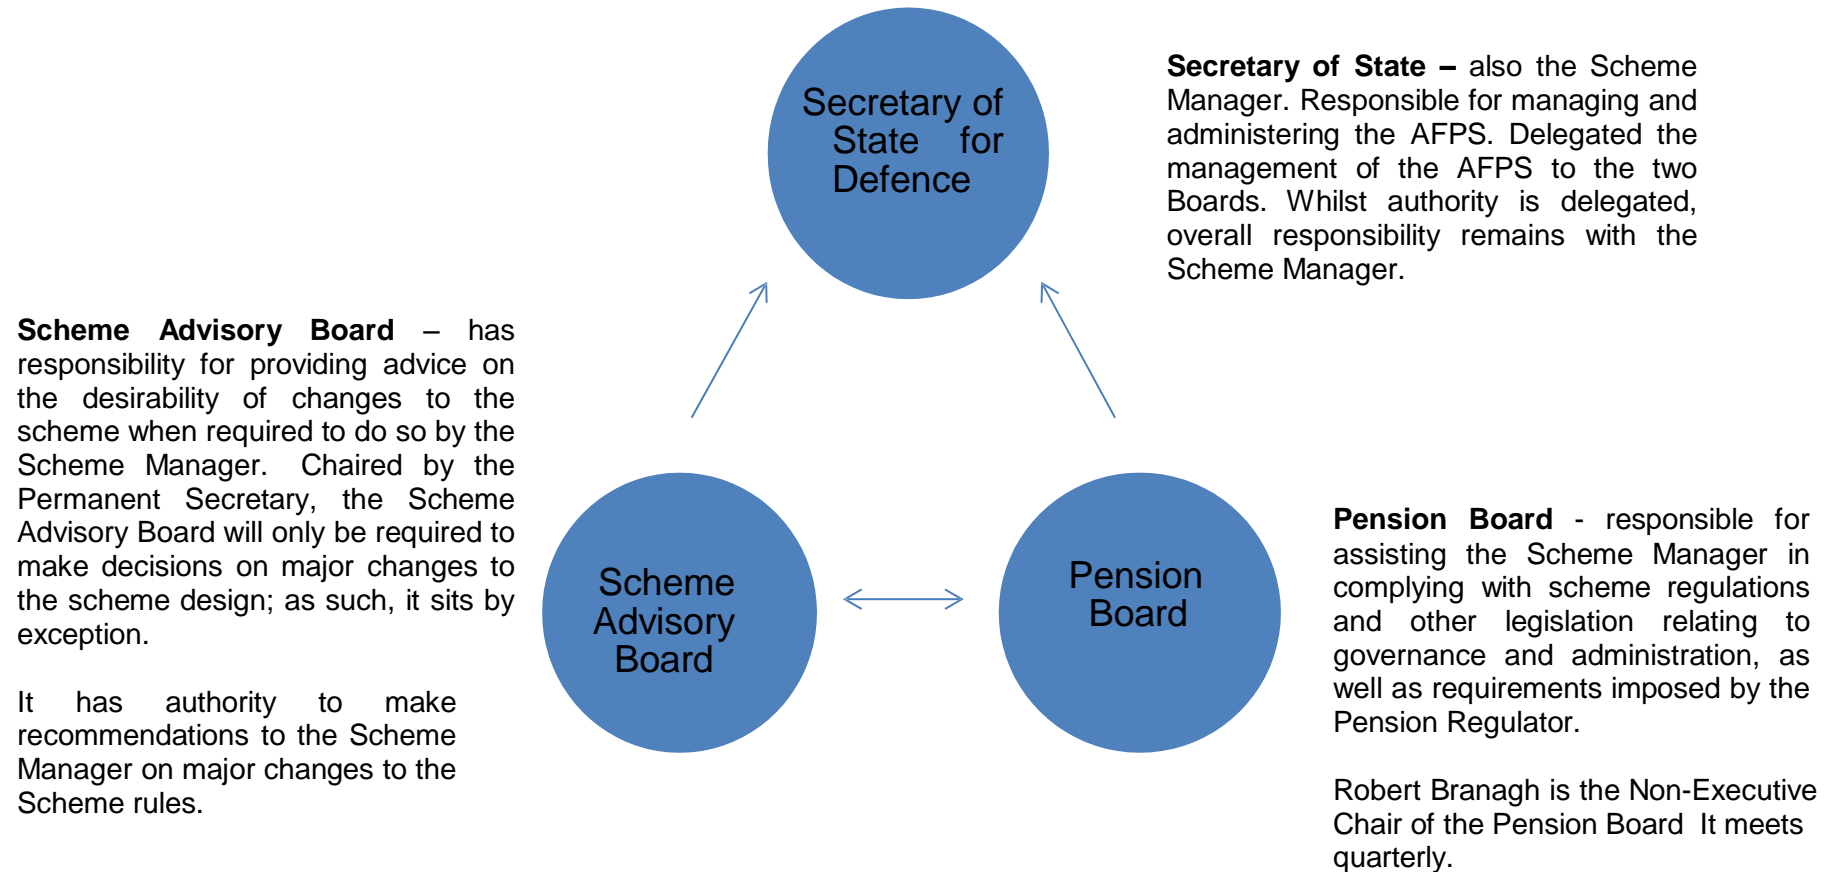 Secretary of
State for
Defence
Secretary of State – also the Scheme
Manager. Responsible for managing and
administering the AFPS. Delegated the
management of the AFPS to the two
Boards. Whilst authority is delegated,
overall responsibility remains with the
Scheme Manager.
Scheme Advisory Board – has
responsibility for providing advice on
the desirability of changes to the
scheme when required to do so by the
Scheme Manager. Chaired by the
Permanent Secretary, the Scheme
Advisory Board will only be required to
make decisions on major changes to
the scheme design; as such, it sits by
exception.
It has authority to make
recommendations to the Scheme
Manager on major changes to the
Scheme rules.
Scheme
Advisory
Board
Pension
Board
Pension Board - responsible for
assisting the Scheme Manager in
complying with scheme regulations
and other legislation relating to
governance and administration, as
well as requirements imposed by the
Pension Regulator.
Robert Branagh is the Non-Executive
Chair of the Pension Board It meets
quarterly.